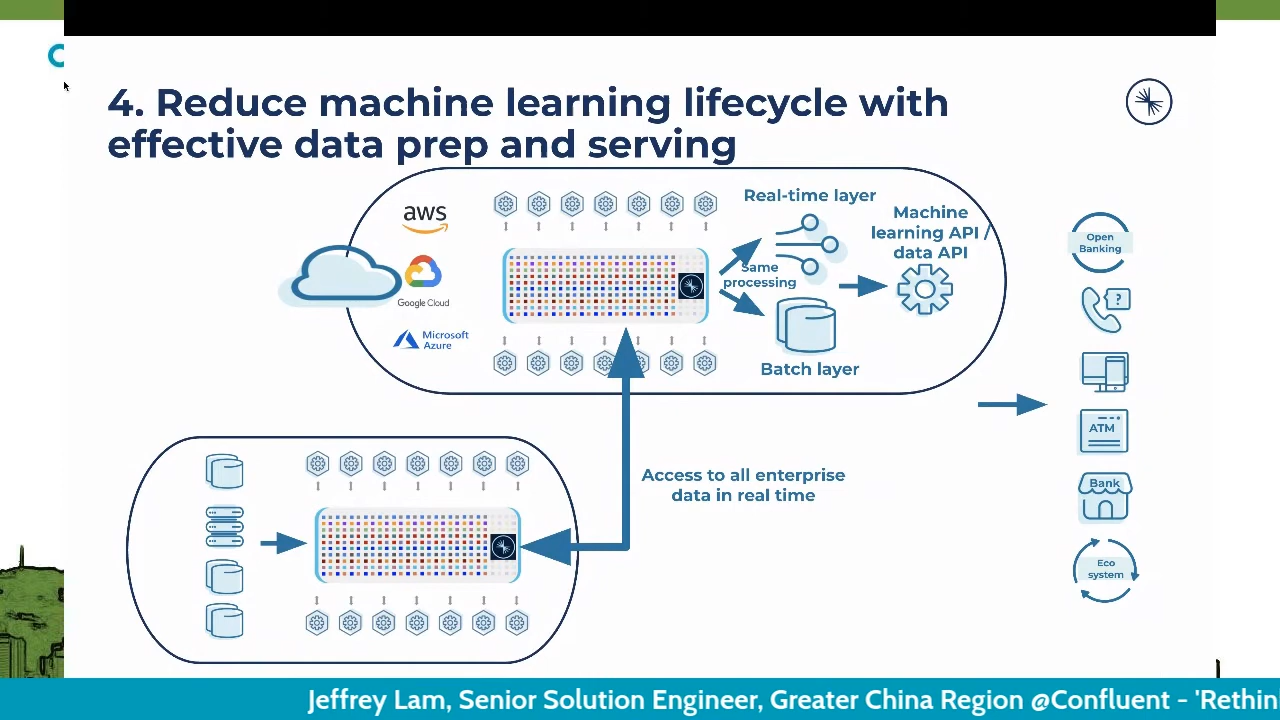 4. Reduce machine learning lifecycle with
effective data prep and serving
aws
Google Cloud
Microsoft
Azure
Real-time layer
Same
processing
Batch layer
Machine
learning API /
data API
Access to all enterprise
data in real time
Open
Banking
?
ATM
Bank
Eco
system
Jeffrey Lam, Senior Solution Engineer, Greater China Region @Confluent - 'Rethin